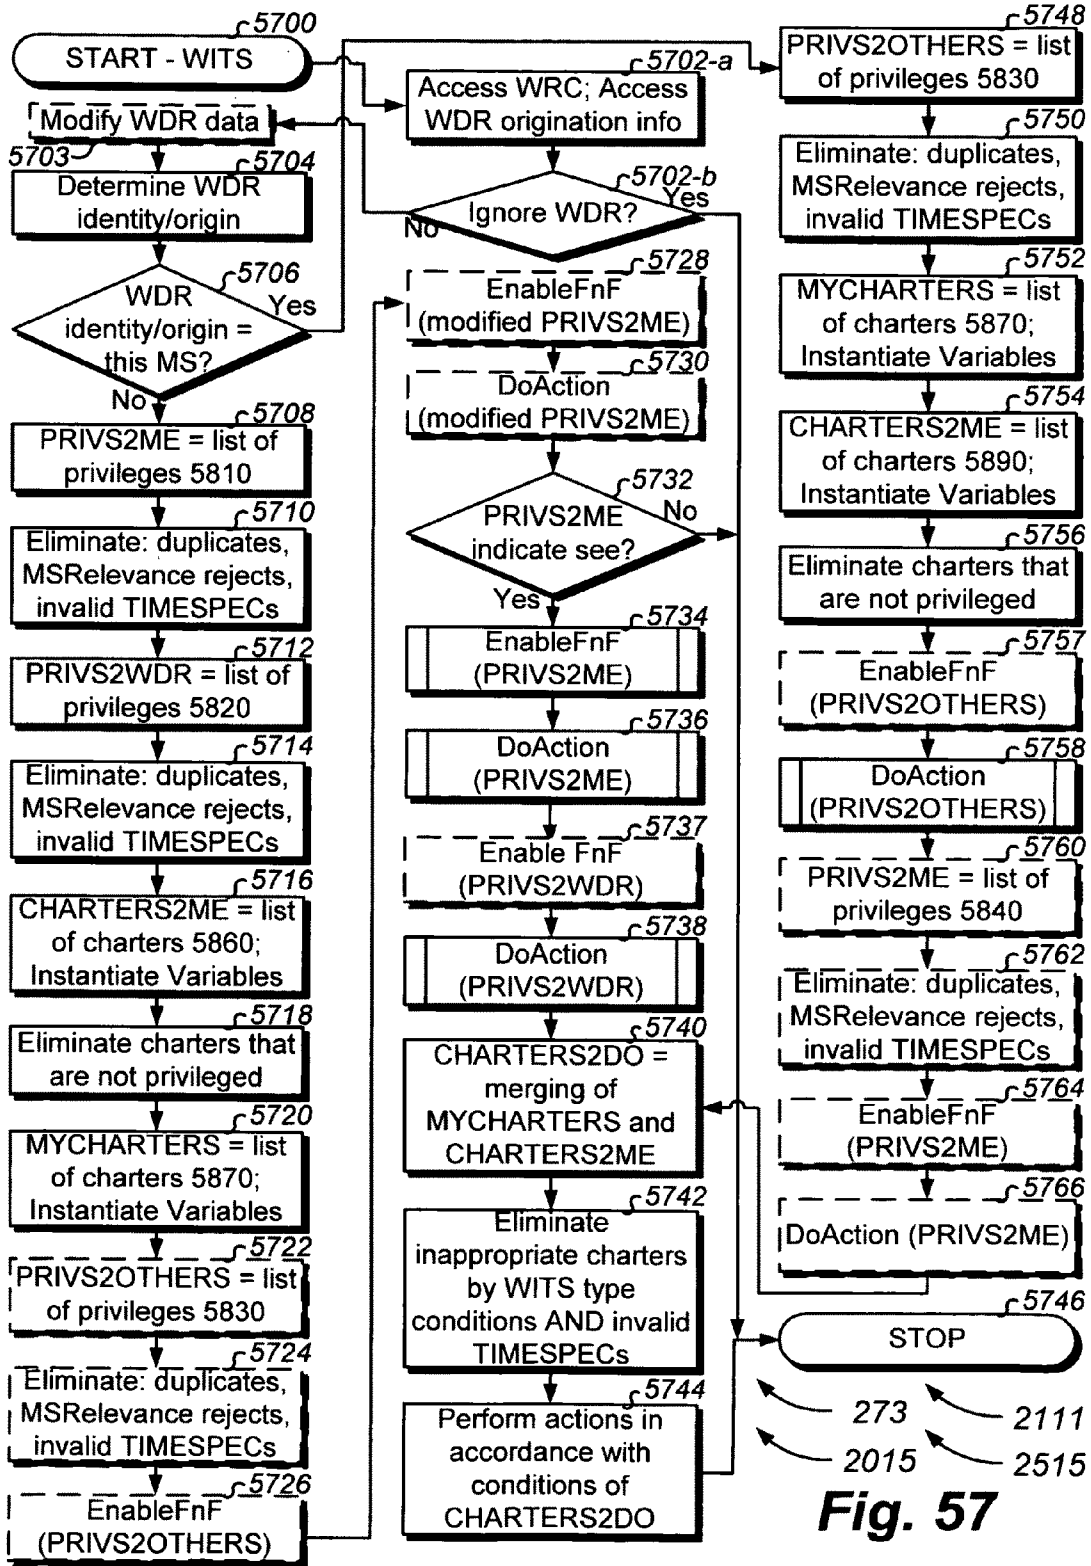 5700
START - WITS
Modify WDR data
5703
5704
Determine WDR
identity/origin
5706
WDR
identity/origin =
this MS?
Yes
No
5708
PRIVS2ME = list of
privileges 5810
5710
Eliminate: duplicates,
MSRelevance rejects,
invalid TIMESPECs
5712
PRIVS2WDR = list of
privileges 5820
5714
Eliminate: duplicates,
MSRelevance rejects,
invalid TIMESPECs
5716
CHARTERS2ME = list
of charters 5860;
Instantiate Variables
5718
Eliminate charters that
are not privileged
5720
MYCHARTERS = list
of charters 5870;
Instantiate Variables
5722
PRIVS2OTHERS = list
of privileges 5830
5724
Eliminate: duplicates,
MSRelevance rejects,
invalid TIMESPECs
5726
EnableFnF
(PRIVS2OTHERS)
5702-a
Access WRC; Access
WDR origination info
5702-b
Ignore WDR?
Yes
No
5728
EnableFnF
(modified PRIVS2ME)
5730
DoAction
(modified PRIVS2ME)
5732
PRIVS2ME
indicate see?
No
Yes
5734
EnableFnF
(PRIVS2ME)
5736
DoAction
(PRIVS2ME)
5737
Enable FnF
(PRIVS2WDR)
5738
DoAction
(PRIVS2WDR)
5740
CHARTERS2DO =
merging of
MYCHARTERS and
CHARTERS2ME
5742
Eliminate
inappropriate charters
by WITS type
conditions AND invalid
TIMESPECs
5744
Perform actions in
accordance with
conditions of
CHARTERS2DO
5748
PRIVS2OTHERS = list
of privileges 5830
5750
Eliminate: duplicates,
MSRelevance rejects,
invalid TIMESPECs
5752
MYCHARTERS = list
of charters 5870;
Instantiate Variables
5754
CHARTERS2ME = list
of charters 5890;
Instantiate Variables
5756
Eliminate charters that
are not privileged
5757
EnableFnF
(PRIVS2OTHERS)
5758
DoAction
(PRIVS2OTHERS)
5760
PRIVS2ME = list of
privileges 5840
5762
Eliminate: duplicates,
MSRelevance rejects,
invalid TIMESPECs
5764
EnableFnF
(PRIVS2ME)
5766
DoAction (PRIVS2ME)
5746
STOP
273
2111
2015
2515
Fig. 57